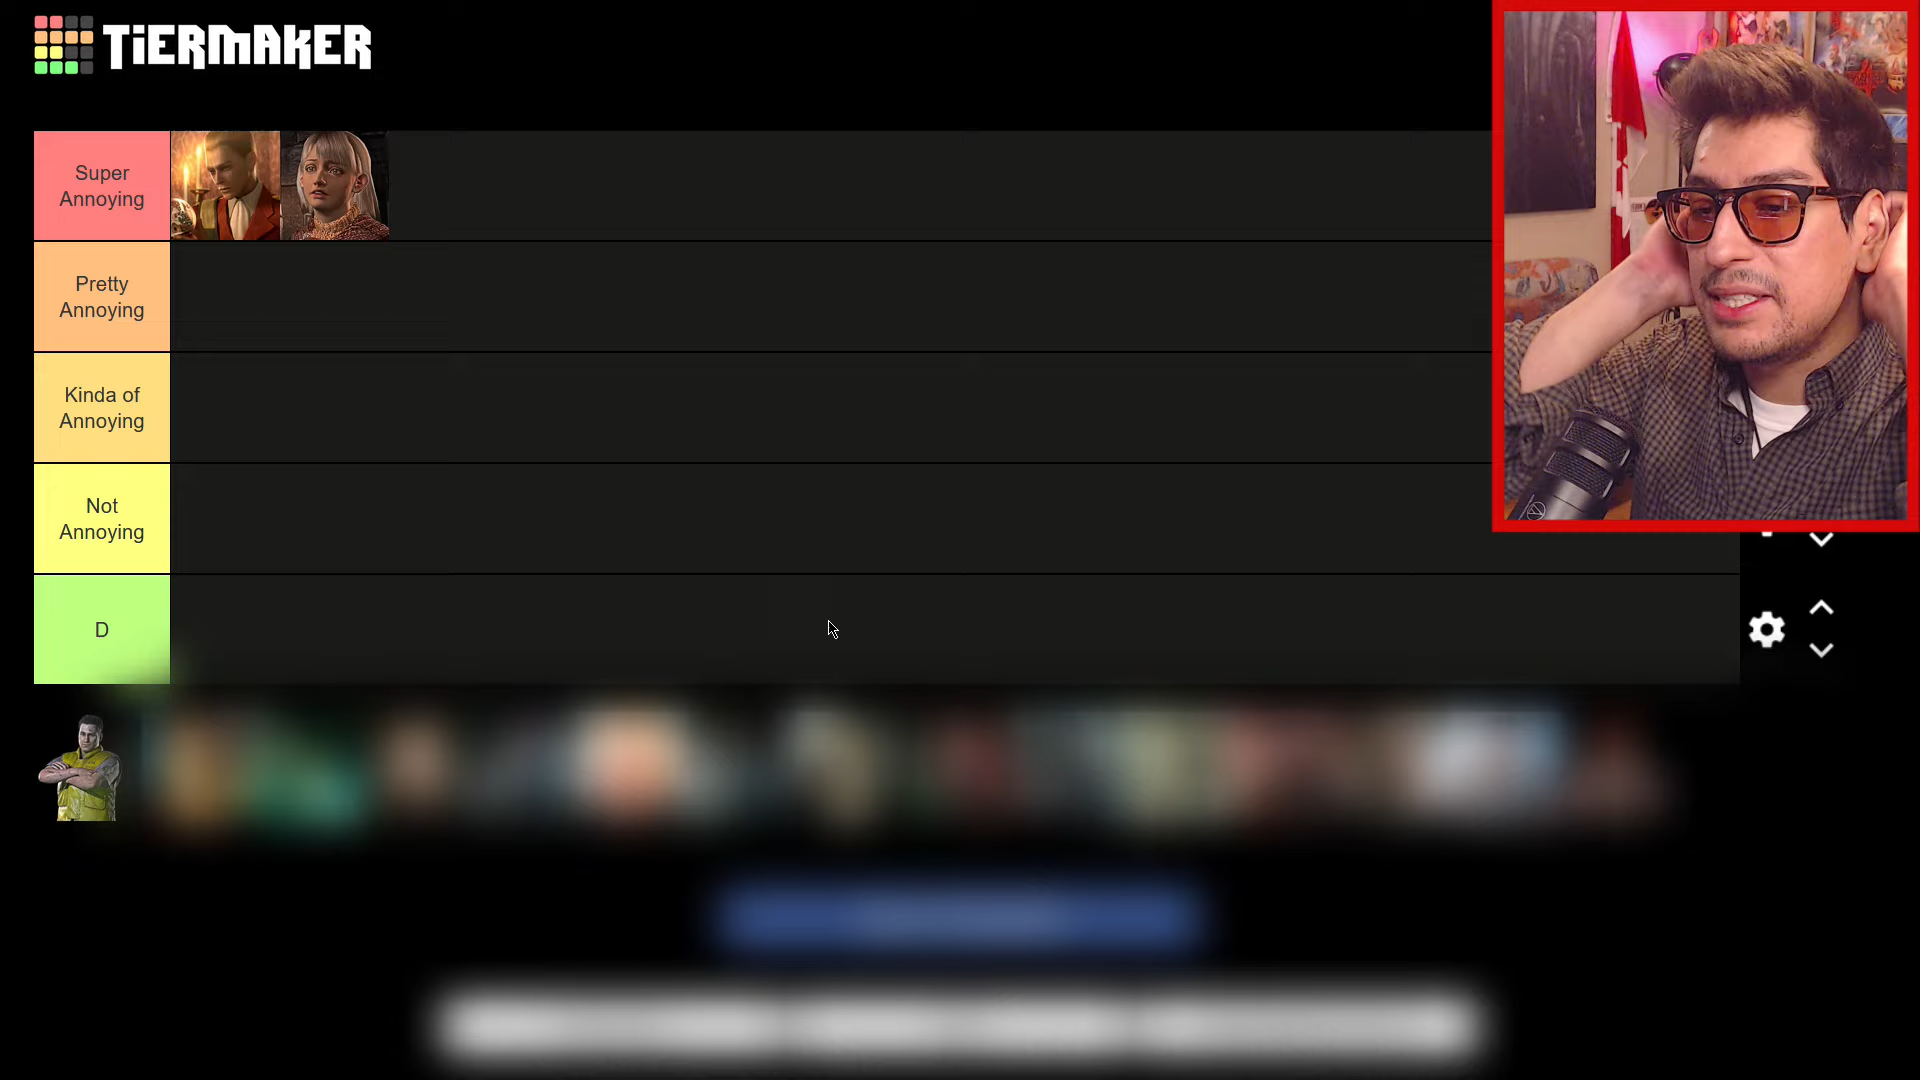 TiERMAKER
Super
Annoying
Pretty
Annoying
Kinda of
Annoying
Not
Annoying
D